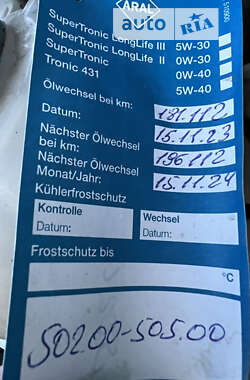 ARAL
auto RIA
SuperTronic LongLife III 5W-30
SuperTronic LongLife II 0W-30
SuperTronic 0W-40
Tronic 431 5W-40
Ölwechsel bei km: 181.112
Datum: 15.11.23
Nächster Ölwechsel
bei km: 196112
Nächster Ölwechsel
Monat/Jahr: 15.11.24
Kühlerfrostschutz
Kontrolle Wechsel
Datum: Datum:
Frostschutz bis
°C
50200-505.00